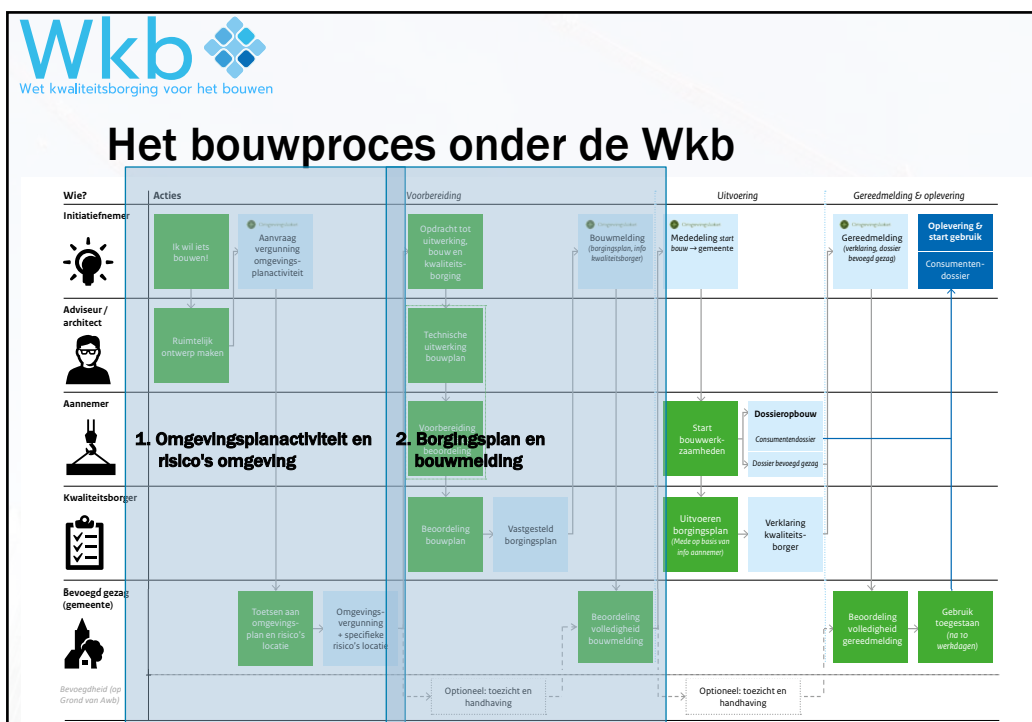 Wkb
Wet kwaliteitsborging voor het bouwen
Het bouwproces onder de Wkb
Wie?
Acties
Voorbereiding
Uitvoering
Gereedmelding & oplevering
Initiatiefnemer
Ik wil iets
bouwen!
Omgevingsloket
Aanvraag
vergunning
omgevings-
planactiviteit
Opdracht tot
uitwerking,
bouw en
kwaliteits-
borging
Omgevingsloket
Bouwmelding
(borgingsplan, info
kwaliteitsborger)
Omgevingsloket
Mededeling start
bouw → gemeente
Omgevingsloket
Gereedmelding
(verklaring, dossier
bevoegd gezag)
Oplevering &
start gebruik
Consumenten-
dossier
Adviseur /
architect
Ruimtelijk
ontwerp maken
Technische
uitwerking
bouwplan
Aannemer
1. Omgevingsplanactiviteit en
risico's omgeving
Voorbereiding
beoordeling
2. Borgingsplan en
bouwmelding
Start
bouwwerk-
zaamheden
Dossieropbouw
Consumentendossier
Dossier bevoegd gezag
Kwaliteitsborger
Beoordeling
bouwplan
Vastgesteld
borgingsplan
Uitvoeren
borgingsplan
(Mede op basis van
info aannemer)
Verklaring
kwaliteits-
borger
Bevoegd gezag
(gemeente)
Toetsen aan
omgevings-
plan en risico's
locatie
Omgevings-
vergunning
+ specifieke
risico's locatie
Beoordeling
volledigheid
bouwmelding
Beoordeling
volledigheid
gereedmelding
Gebruik
toegestaan
(na 10
werkdagen)
Bevoegdheid (op
Grond van Awb)
Optioneel: toezicht en
handhaving
Optioneel: toezicht en
handhaving